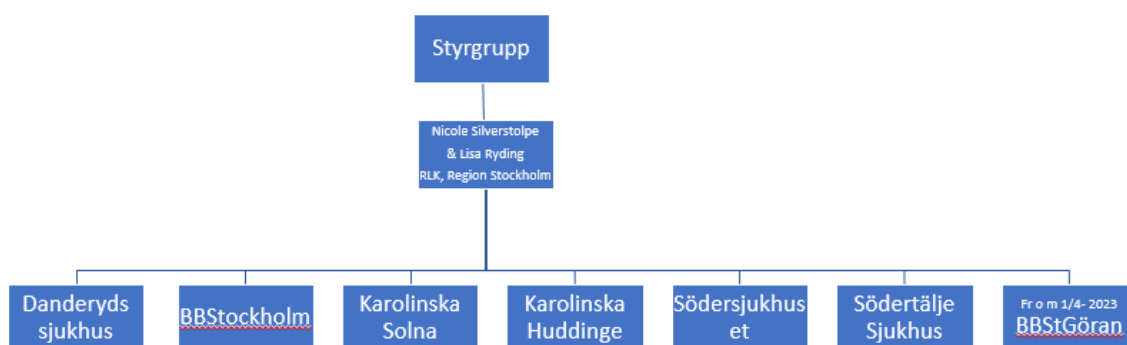 Styrgrupp
Nicole Silverstolpe
& Lisa Ryding
RLK, Region Stockholm
Danderyds
sjukhus
BBStockholm
Karolinska
Solna
Karolinska
Huddinge
Södersjukhus
et
Södertälje
Sjukhus
Fr o m 1/4- 2023
BBStGöran